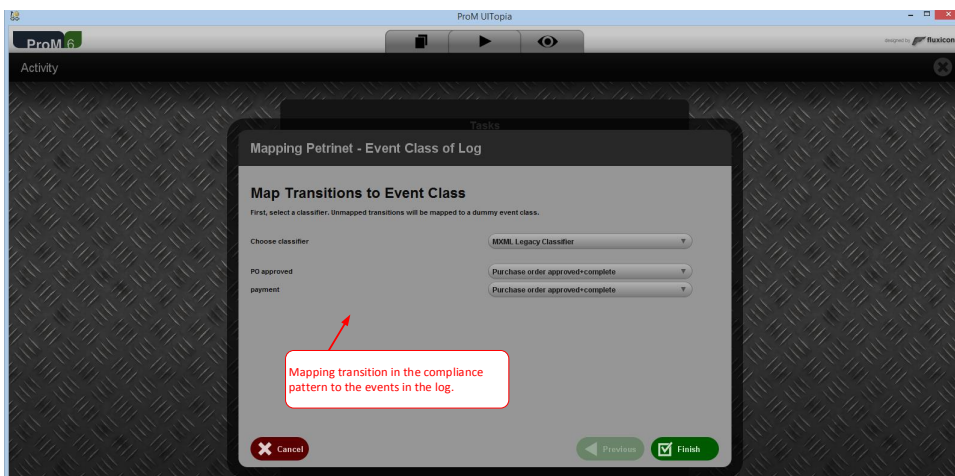 ProM UITopia
ProM 6
designed by fluxicon
Activity
Tasks
Mapping Petrinet - Event Class of Log
Map Transitions to Event Class
First, select a classifier. Unmapped transitions will be mapped to a dummy event class.
Choose classifier MXML Legacy Classifier
PO approved Purchase order approved+complete
payment Purchase order approved+complete
Mapping transition in the compliance
pattern to the events in the log.
Cancel Previous Finish